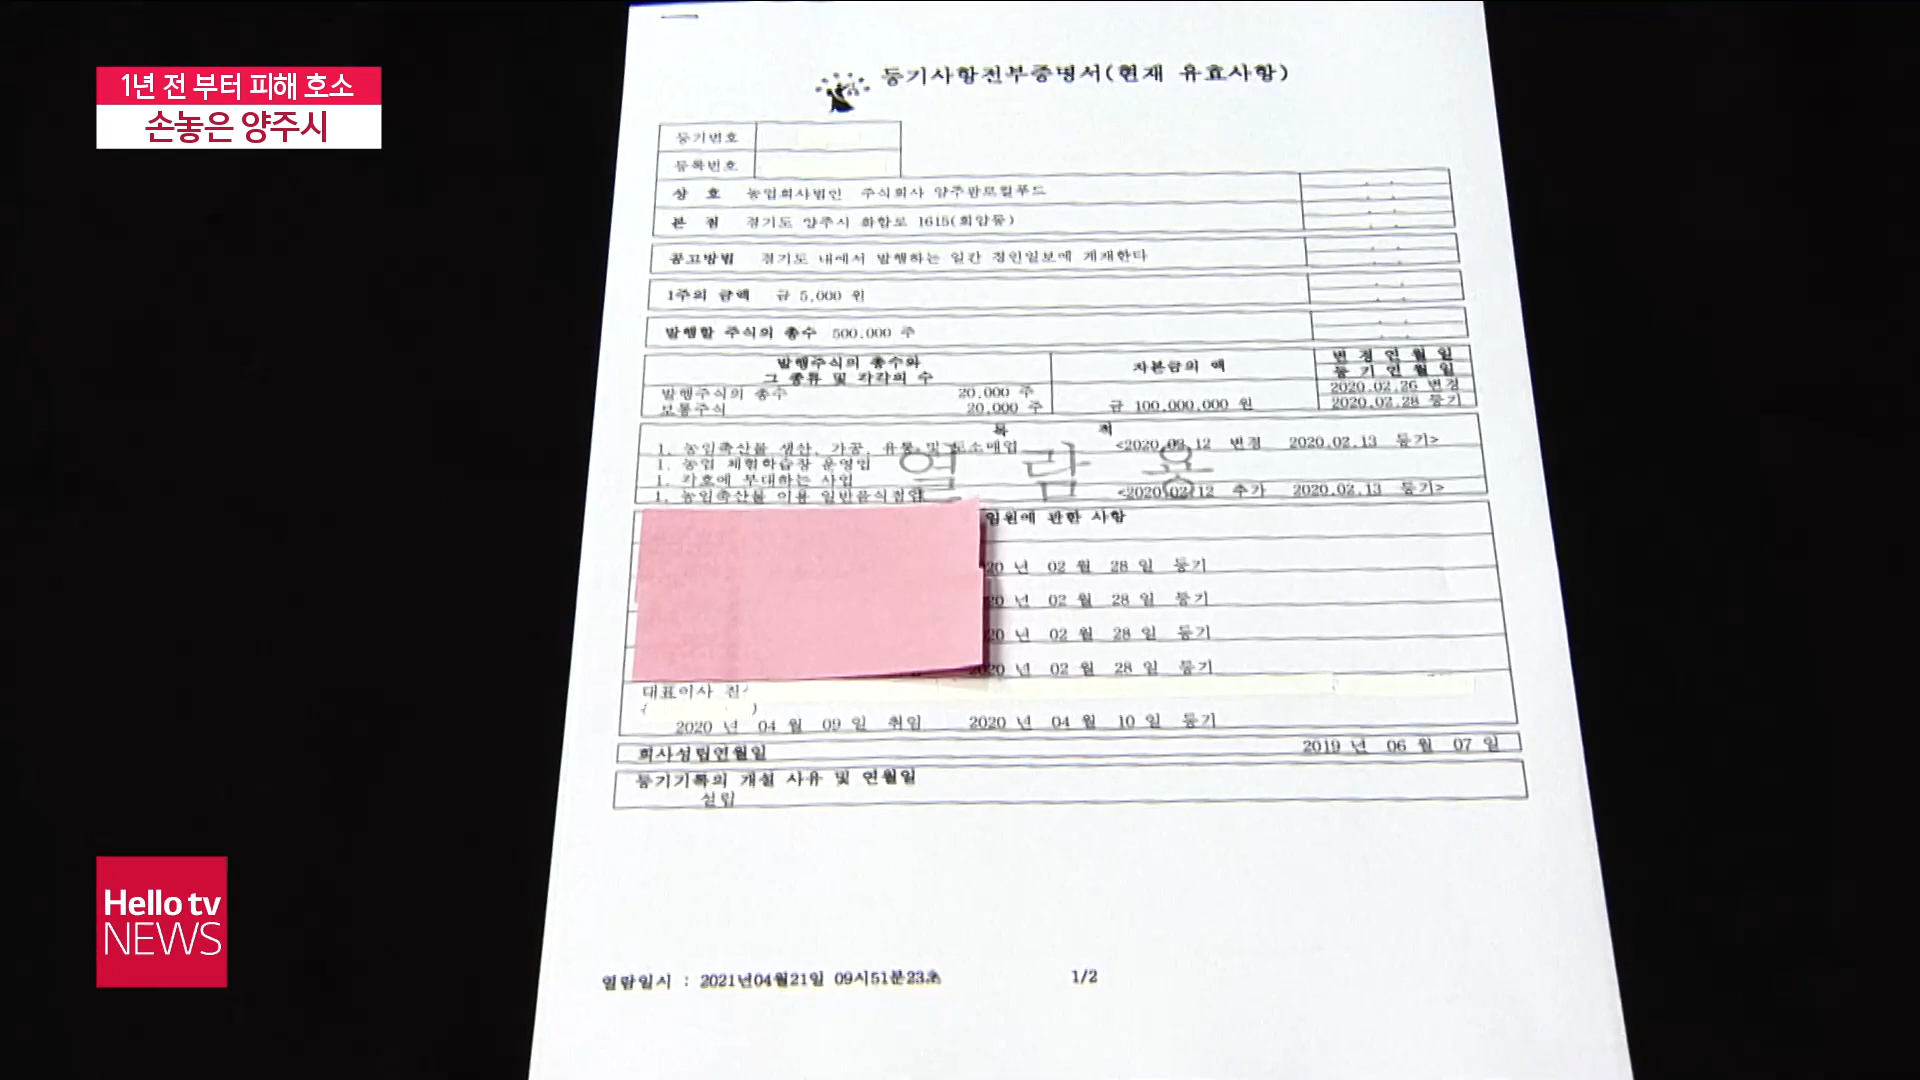 1년 전 부터 피해 호소
손놓은 양주시
등기사항전부증명서(현재 유효사항)
등기번호
등록번호
상 호 농업회사법인 주식회사 양주판로컬푸드
본 점 경기도 양주시 화합로 1615(회암동)
공고방법 경기도 내에서 발행하는 일간 경인일보에 게재한다
1주의 금액 금 5,000 원
발행할 주식의 총수 500,000 주
발행주식의 총수와
그 종류 및 각각의 수
자본금의 액
변 경 연 월 일
등 기 연 월 일
발행주식의 총수 20,000 주
보통주식 20,000 주
금 100,000,000 원
2020.02.26 변경
2020.02.28 등기
목 적
1. 농임축산물 생산, 가공, 유통 및 도소매업 <2020.02.12 변경 2020.02.13 등기>
1. 농업 체험학습장 운영업
1. 각호에 부대하는 사업
1. 농임축산물 이용 일반음식점업 <2020.02.12 추가 2020.02.13 등기>
열 람 용
임원에 관한 사항
20 년 02 월 28 일 등기
20 년 02 월 28 일 등기
20 년 02 월 28 일 등기
2020 년 02 월 28 일 등기
대표이사
2020 년 04 월 09 일 취임 2020 년 04 월 10 일 등기
회사성립연월일 2019 년 06 월 07 일
등기기록의 개설 사유 및 연월일
설립
Hello tv
NEWS
열람일시 : 2021년04월21일 09시51분23초 1/2